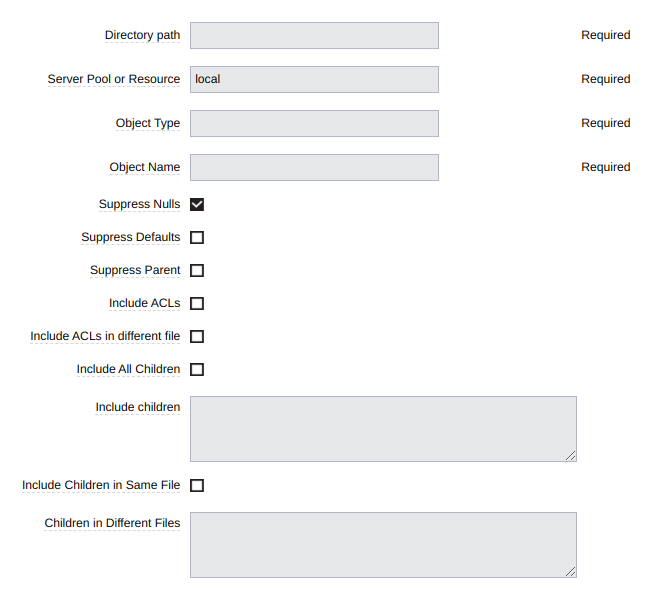 Directory path Required
Server Pool or Resource local Required
Object Type Required
Object Name Required
Suppress Nulls
Suppress Defaults
Suppress Parent
Include ACLs
Include ACLs in different file
Include All Children
Include children
Include Children in Same File
Children in Different Files